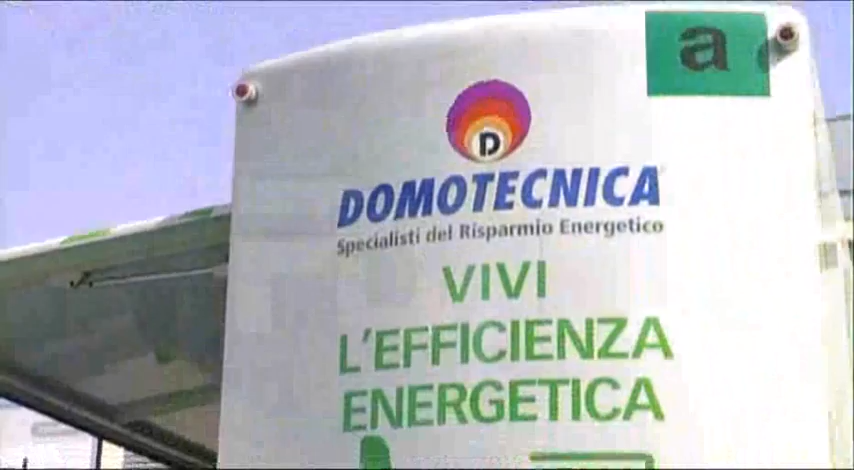 a
D
DOMOTECNICA
Specialisti del Risparmio Energetico
VIVI
L'EFFICIENZA
ENERGETICA